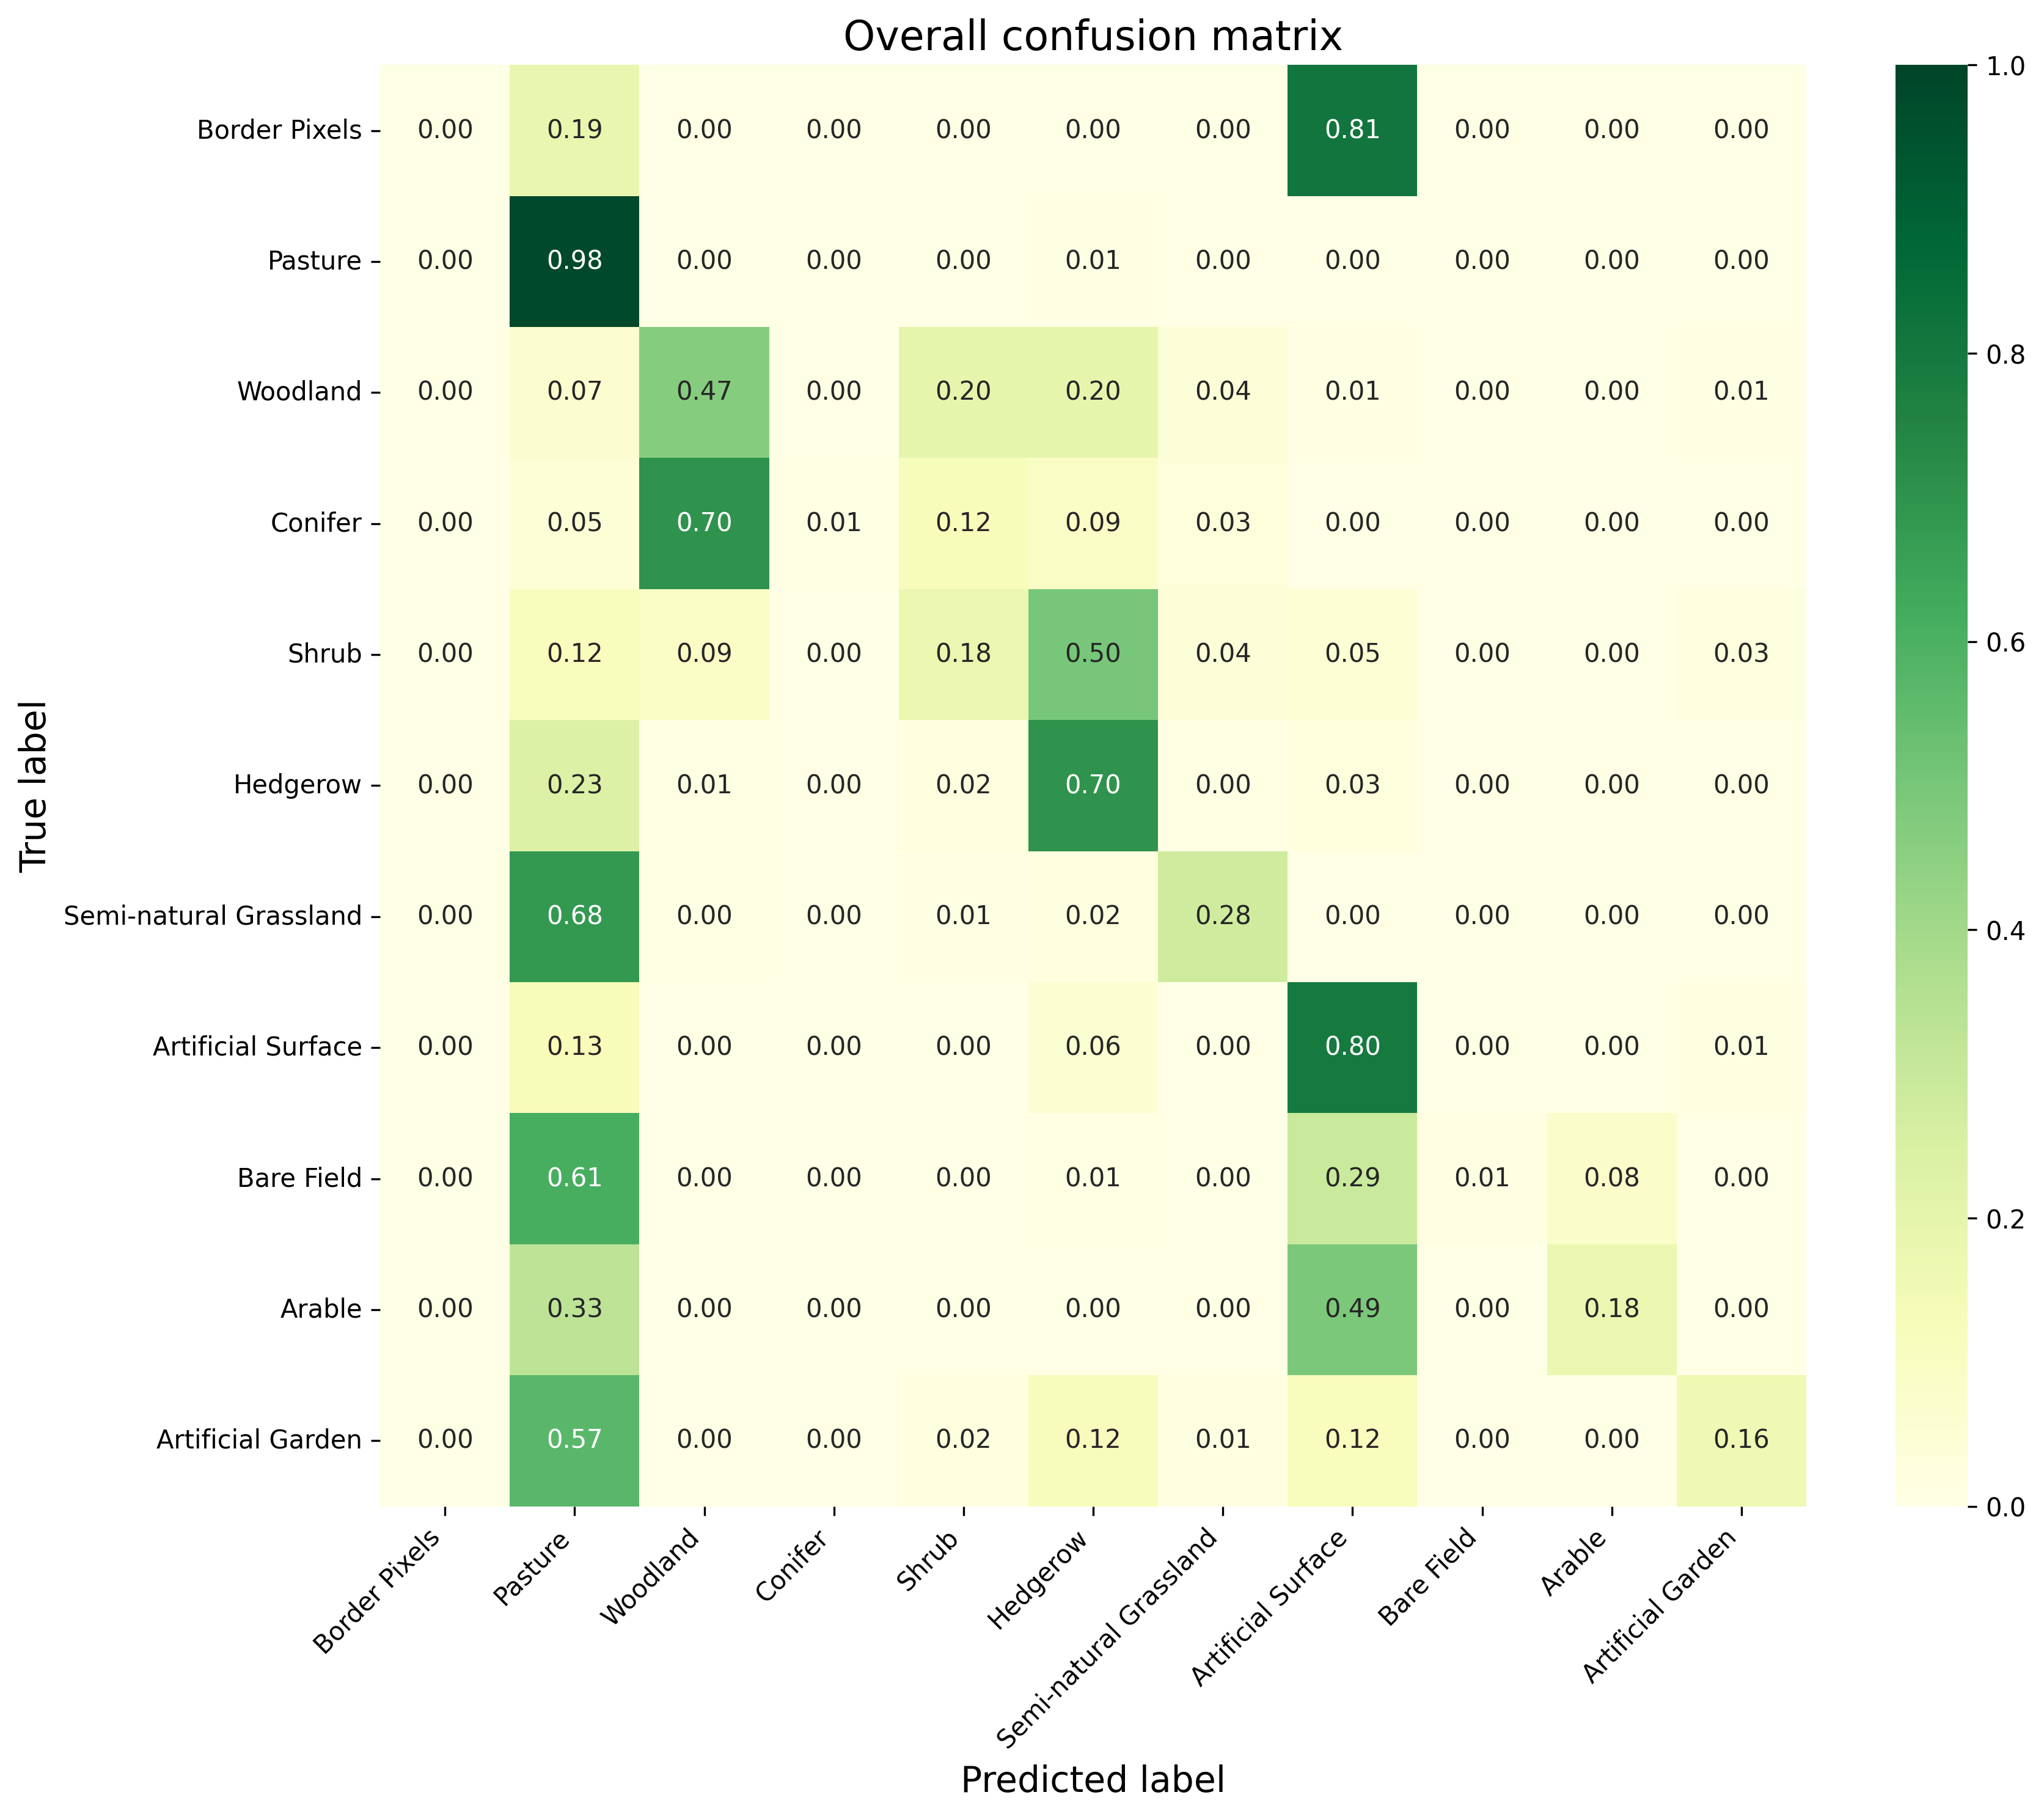 Overall confusion matrix
True label
Border Pixels 0.00 0.19 0.00 0.00 0.00 0.00 0.00 0.81 0.00 0.00 0.00
Pasture 0.00 0.98 0.00 0.00 0.00 0.01 0.00 0.00 0.00 0.00 0.00
Woodland 0.00 0.07 0.47 0.00 0.20 0.20 0.04 0.01 0.00 0.00 0.01
Conifer 0.00 0.05 0.70 0.01 0.12 0.09 0.03 0.00 0.00 0.00 0.00
Shrub 0.00 0.12 0.09 0.00 0.18 0.50 0.04 0.05 0.00 0.00 0.03
Hedgerow 0.00 0.23 0.01 0.00 0.02 0.70 0.00 0.03 0.00 0.00 0.00
Semi-natural Grassland 0.00 0.68 0.00 0.00 0.01 0.02 0.28 0.00 0.00 0.00 0.00
Artificial Surface 0.00 0.13 0.00 0.00 0.00 0.06 0.00 0.80 0.00 0.00 0.01
Bare Field 0.00 0.61 0.00 0.00 0.00 0.01 0.00 0.29 0.01 0.08 0.00
Arable 0.00 0.33 0.00 0.00 0.00 0.00 0.00 0.49 0.00 0.18 0.00
Artificial Garden 0.00 0.57 0.00 0.00 0.02 0.12 0.01 0.12 0.00 0.00 0.16
Border Pixels
Pasture
Woodland
Conifer
Shrub
Hedgerow
Semi-natural Grassland
Artificial Surface
Bare Field
Arable
Artificial Garden
Predicted label
1.0
0.8
0.6
0.4
0.2
0.0